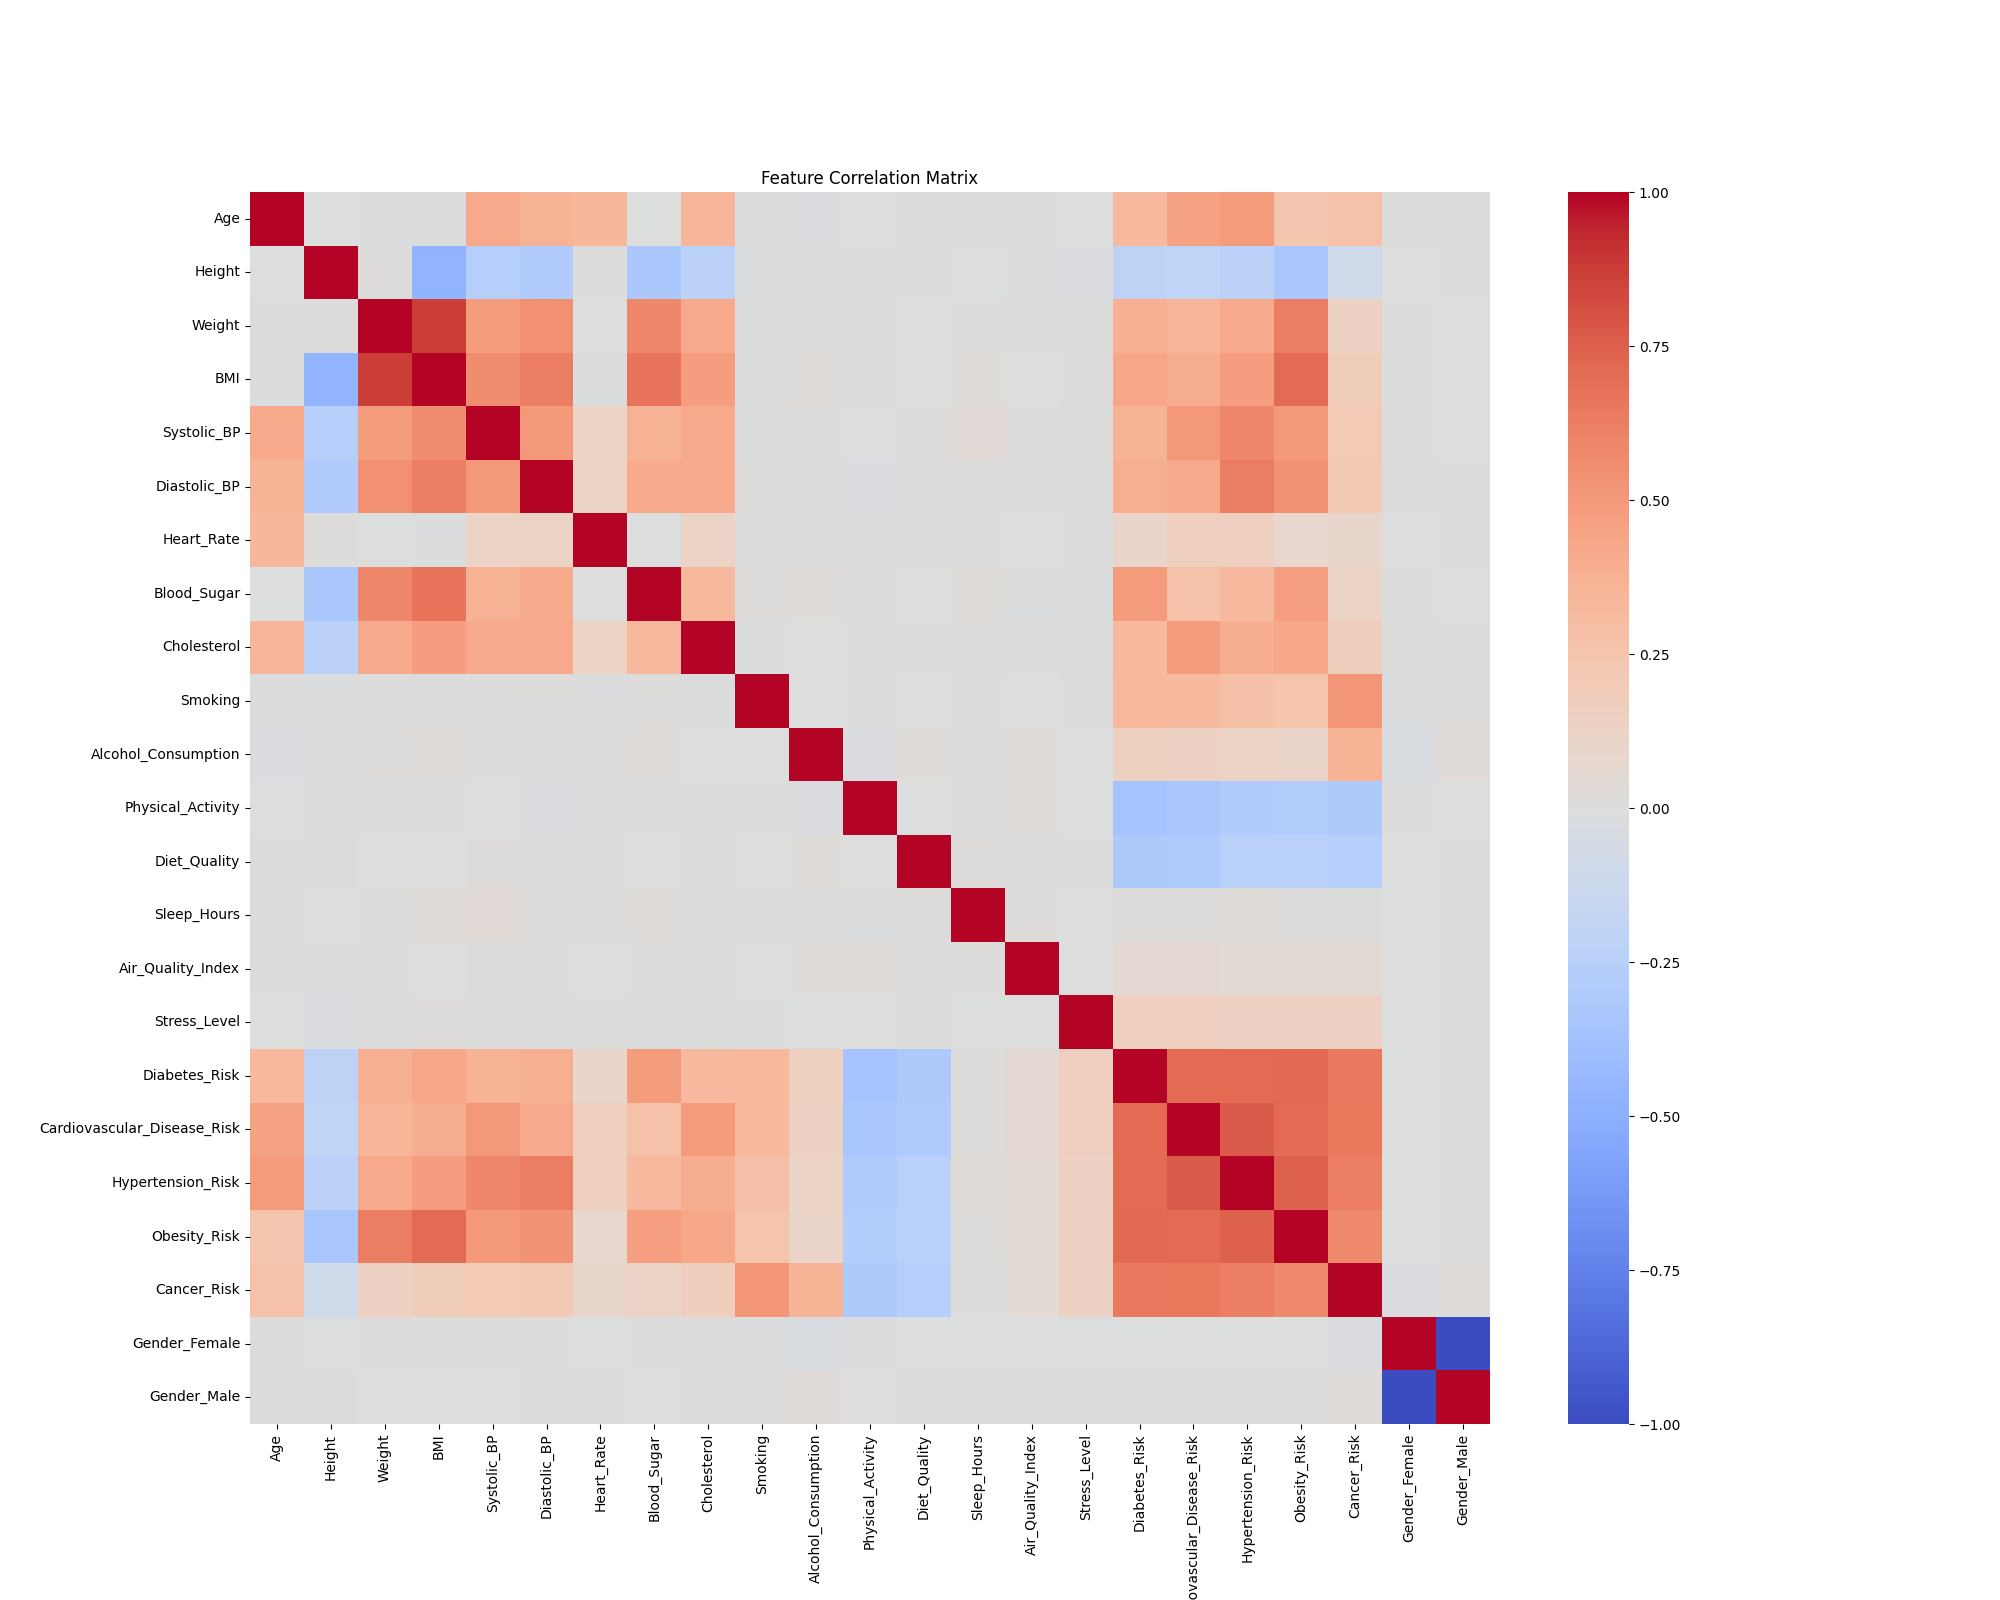 Feature Correlation Matrix
Age
Height
Weight
BMI
Systolic_BP
Diastolic_BP
Heart_Rate
Blood_Sugar
Cholesterol
Smoking
Alcohol_Consumption
Physical_Activity
Diet_Quality
Sleep_Hours
Air_Quality_Index
Stress_Level
Diabetes_Risk
Cardiovascular_Disease_Risk
Hypertension_Risk
Obesity_Risk
Cancer_Risk
Gender_Female
Gender_Male
Age
Height
Weight
BMI
Systolic_BP
Diastolic_BP
Heart_Rate
Blood_Sugar
Cholesterol
Smoking
Alcohol_Consumption
Physical_Activity
Diet_Quality
Sleep_Hours
Air_Quality_Index
Stress_Level
Diabetes_Risk
ovascular_Disease_Risk
Hypertension_Risk
Obesity_Risk
Cancer_Risk
Gender_Female
Gender_Male
1.00
0.75
0.50
0.25
0.00
−0.25
−0.50
−0.75
−1.00